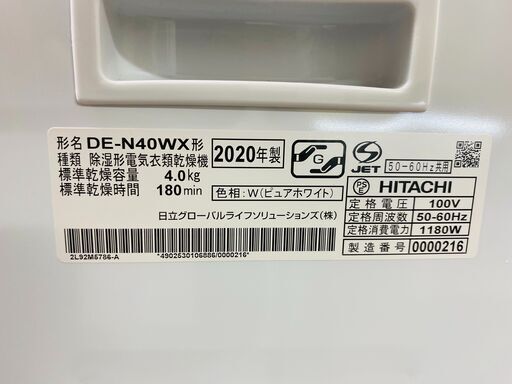 形名 DE-N40WX形
種類 除湿形電気衣類乾燥機
標準乾燥容量 4.0kg
標準乾燥時間 180min
2020年製
色相:W(ピュアホワイト)
日立グローバルライフソリューションズ(株)
2L92M5786-A
*4902530106886/0000216*
G
S
JET
50-60Hz共用
PS
E
HITACHI
定格電圧 100V
定格周波数 50-60Hz
定格消費電力 1180W
製造番号 0000216